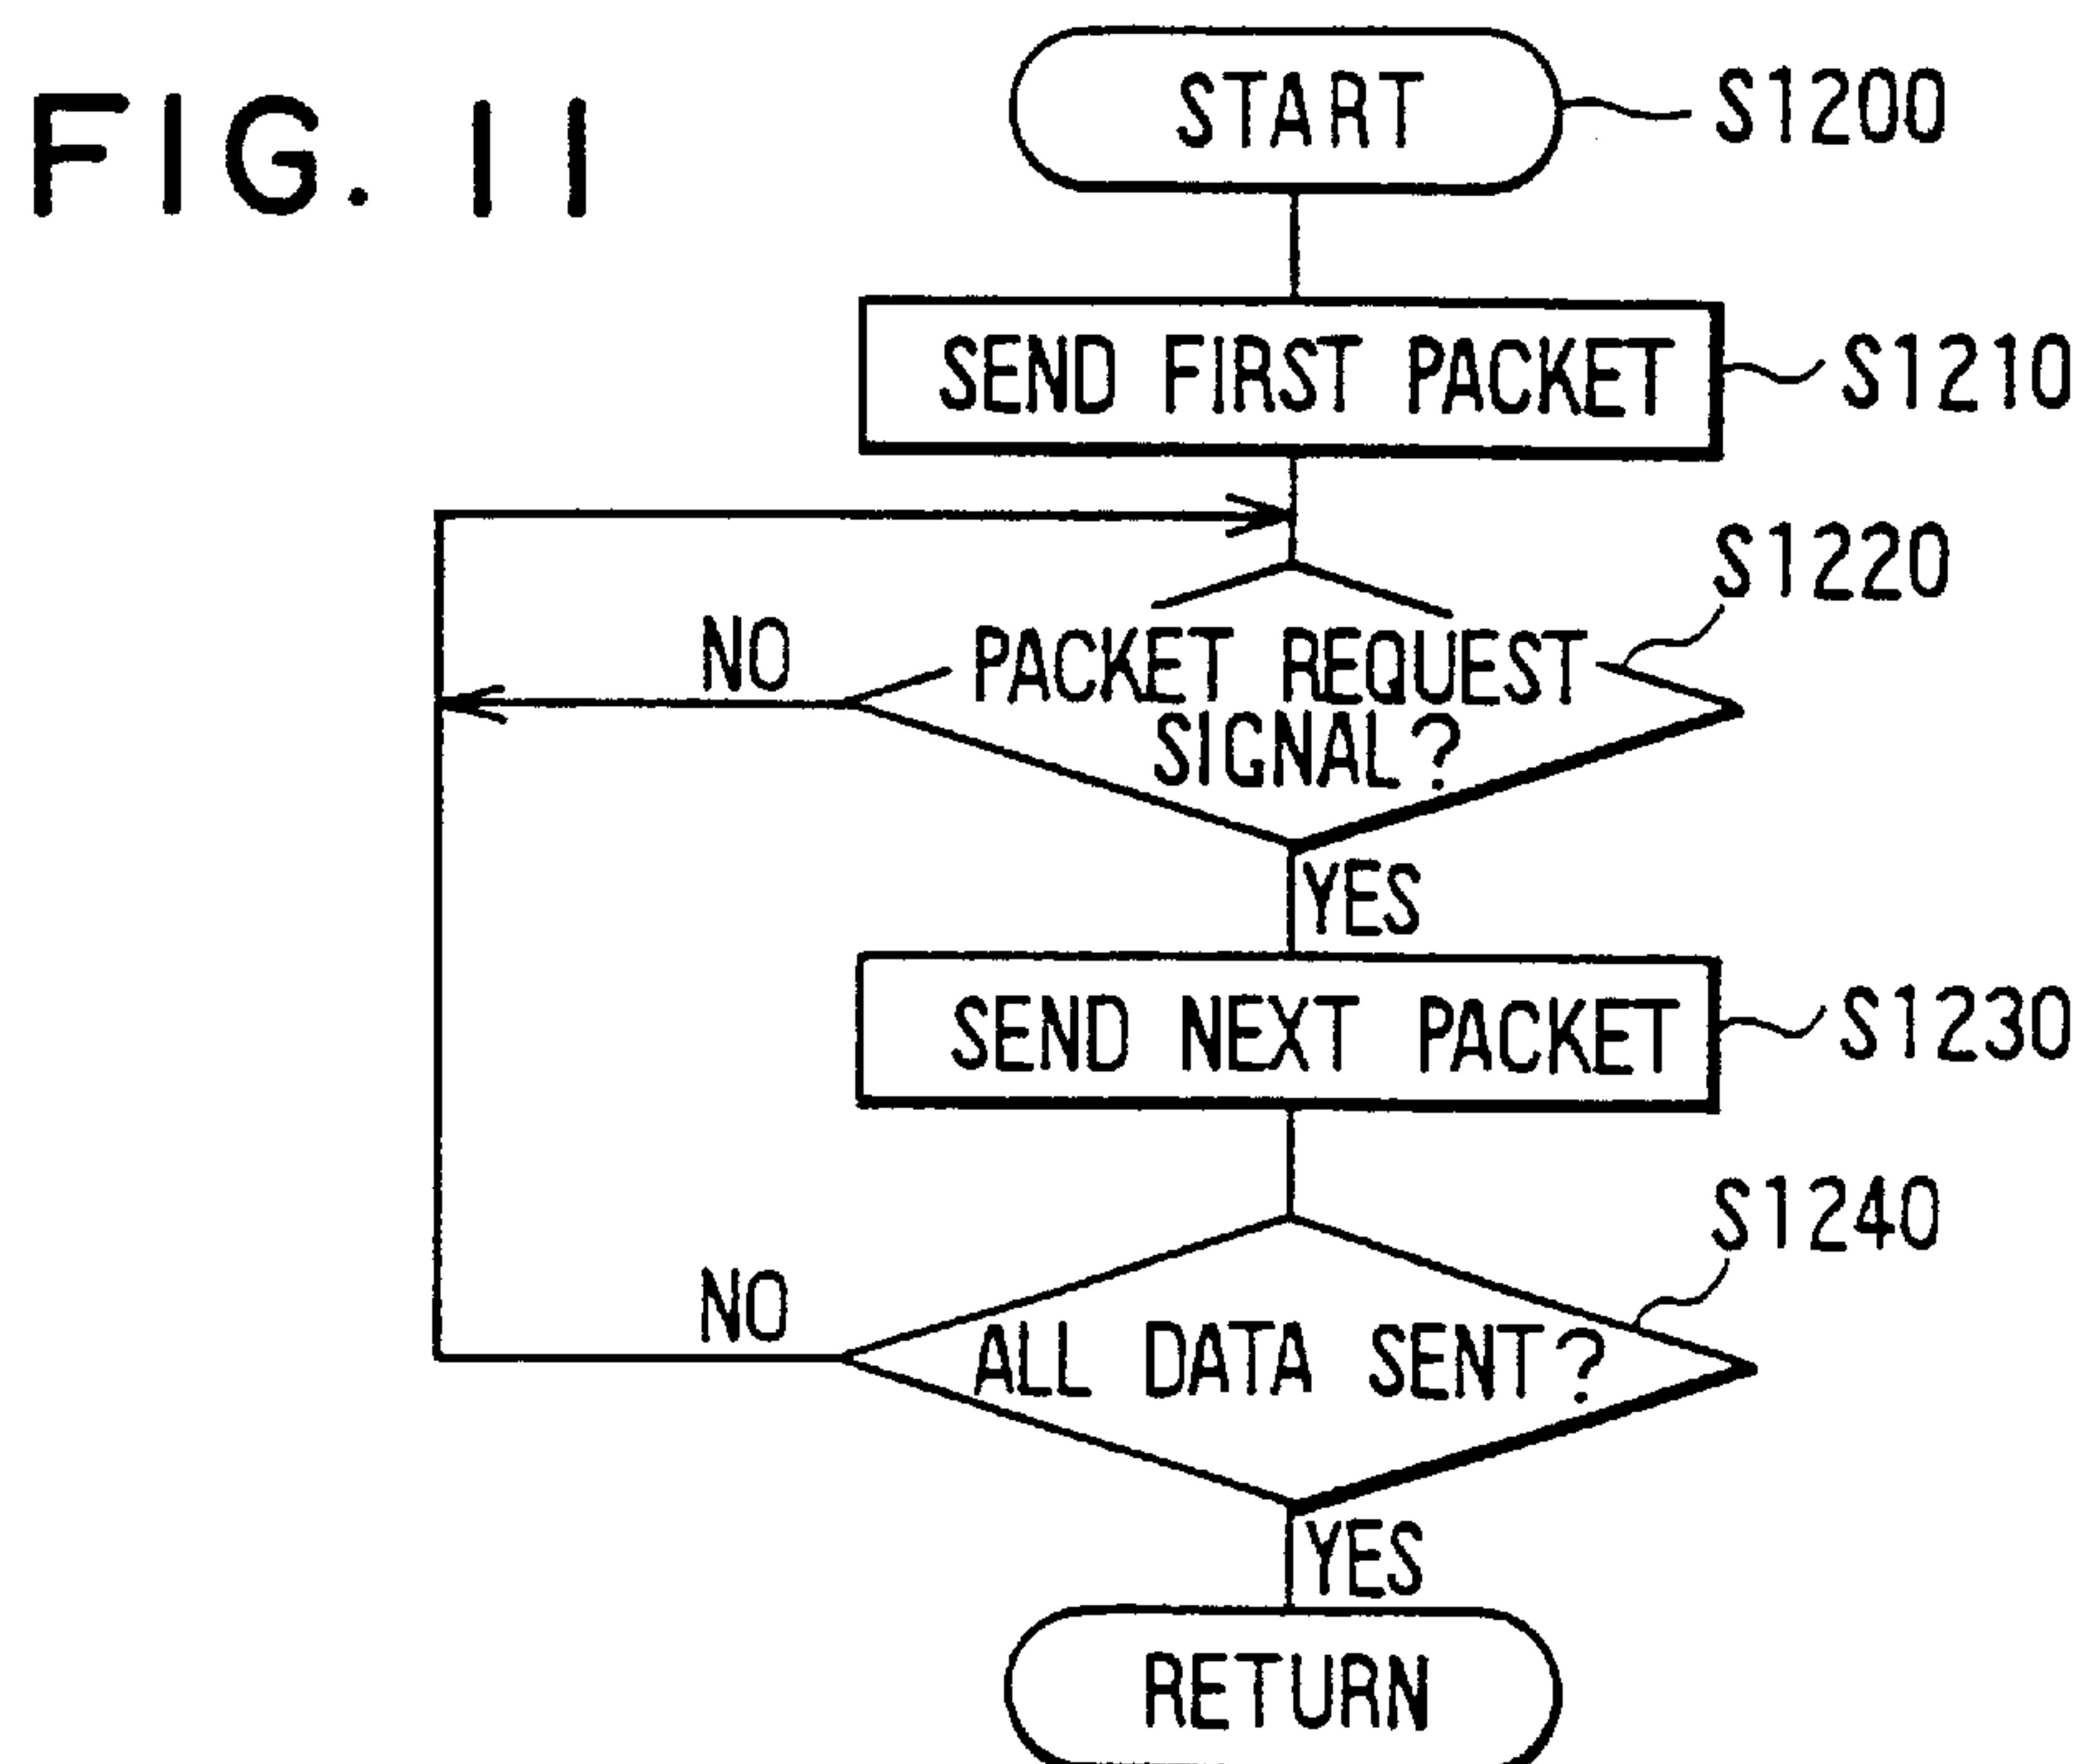 FIG. 11
START
S1200
SEND FIRST PACKET
S1210
S1220
NO
PACKET REQUEST
SIGNAL?
YES
SEND NEXT PACKET
S1230
S1240
NO
ALL DATA SENT?
YES
RETURN